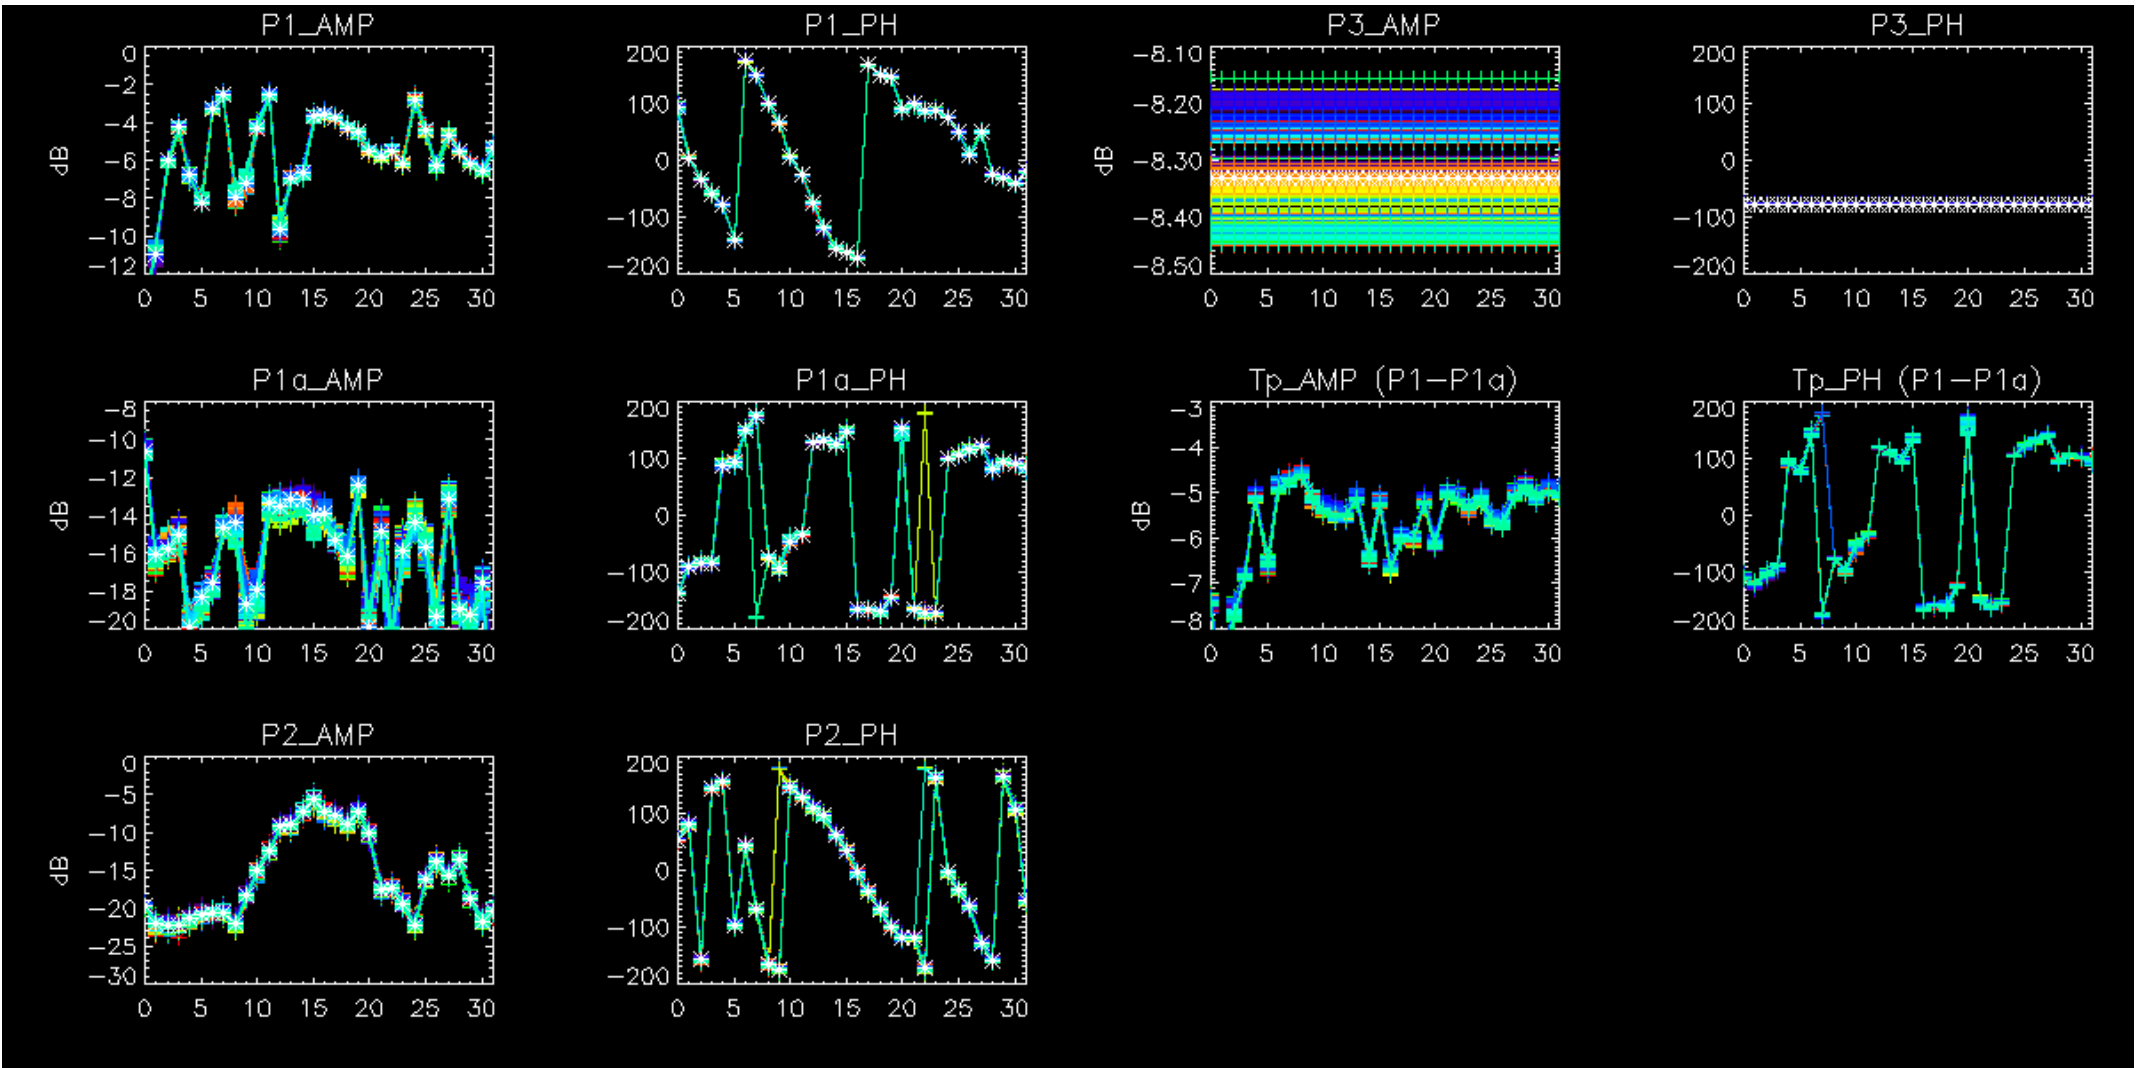 P1_AMP
0
-2
-4
-6
-8
-10
-12
dB
0 5 10 15 20 25 30
P1_PH
200
100
0
-100
-200
0 5 10 15 20 25 30
P3_AMP
-8.10
-8.20
-8.30
-8.40
-8.50
dB
0 5 10 15 20 25 30
P3_PH
200
100
0
-100
-200
0 5 10 15 20 25 30
P1a_AMP
-8
-10
-12
-14
-16
-18
-20
dB
0 5 10 15 20 25 30
P1a_PH
200
100
0
-100
-200
0 5 10 15 20 25 30
Tp_AMP (P1-P1a)
-3
-4
-5
-6
-7
-8
dB
0 5 10 15 20 25 30
Tp_PH (P1-P1a)
200
100
0
-100
-200
0 5 10 15 20 25 30
P2_AMP
0
-5
-10
-15
-20
-25
-30
dB
0 5 10 15 20 25 30
P2_PH
200
100
0
-100
-200
0 5 10 15 20 25 30